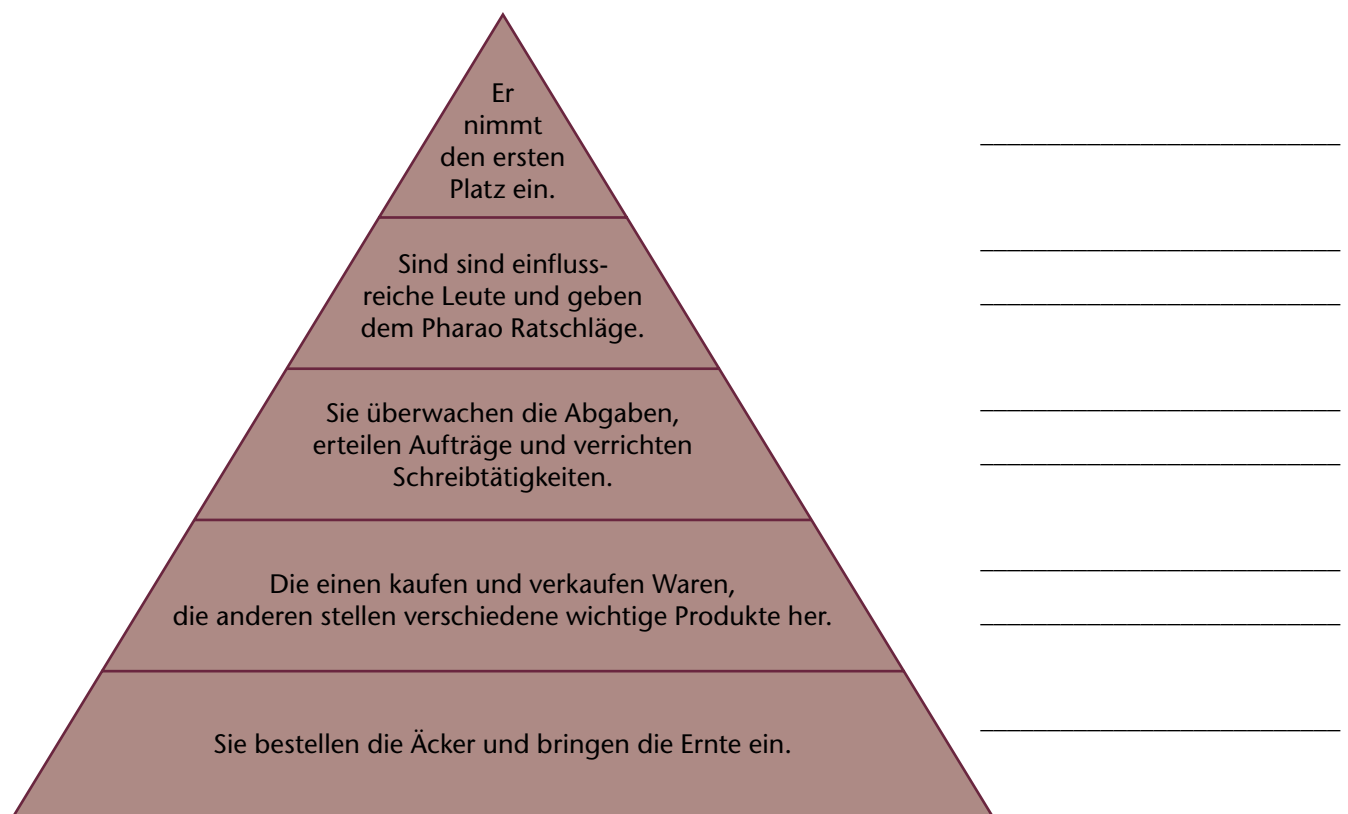 Er
nimmt
den ersten
Platz ein.
Sind sind einfluss-
reiche Leute und geben
dem Pharao Ratschläge.
Sie überwachen die Abgaben,
erteilen Aufträge und verrichten
Schreibtätigkeiten.
Die einen kaufen und verkaufen Waren,
die anderen stellen verschiedene wichtige Produkte her.
Sie bestellen die Äcker und bringen die Ernte ein.